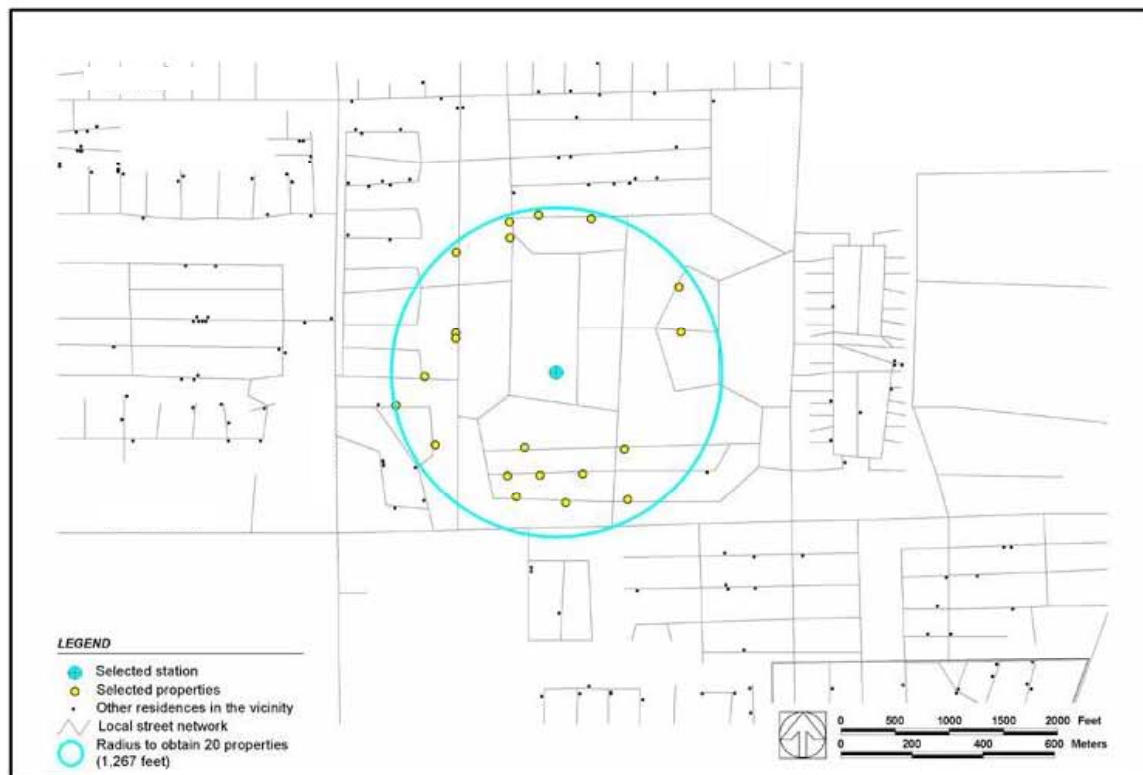 LEGEND
Selected station
Selected properties
Other residences in the vicinity
Local street network
Radius to obtain 20 properties
(1,267 feet)
0 500 1000 1500 2000 Feet
0 200 400 600 Meters